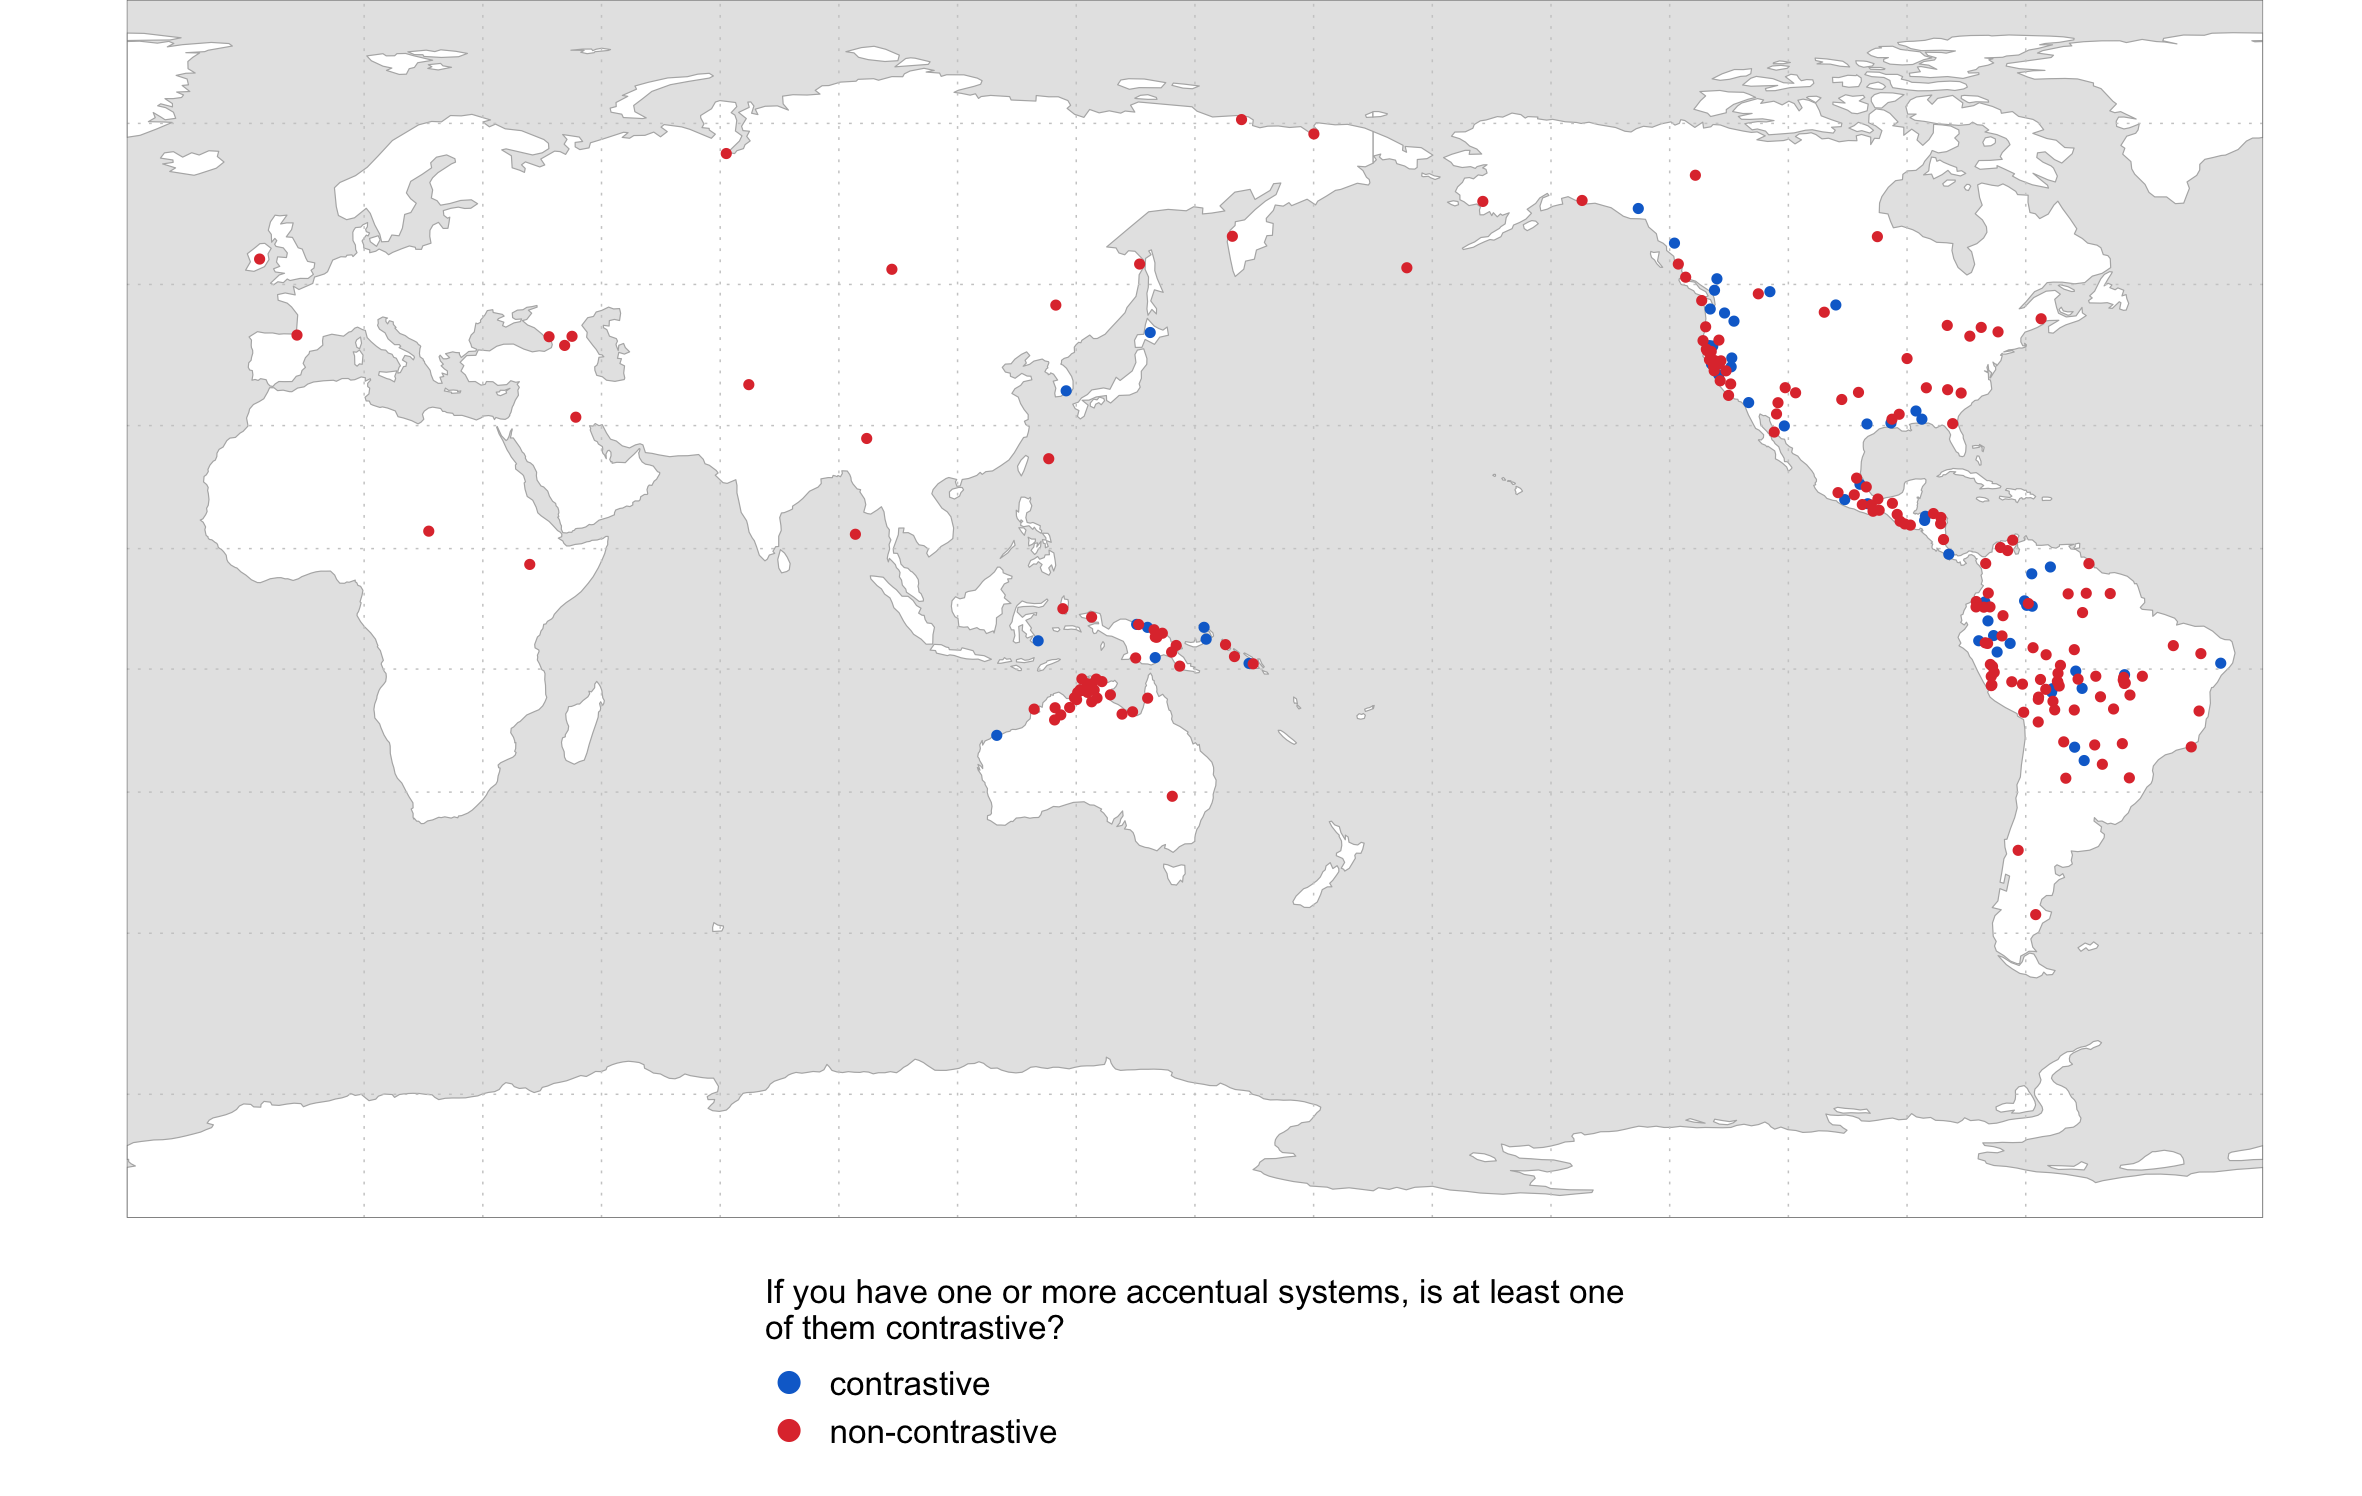 If you have one or more accentual systems, is at least one
of them contrastive?
contrastive
non-contrastive